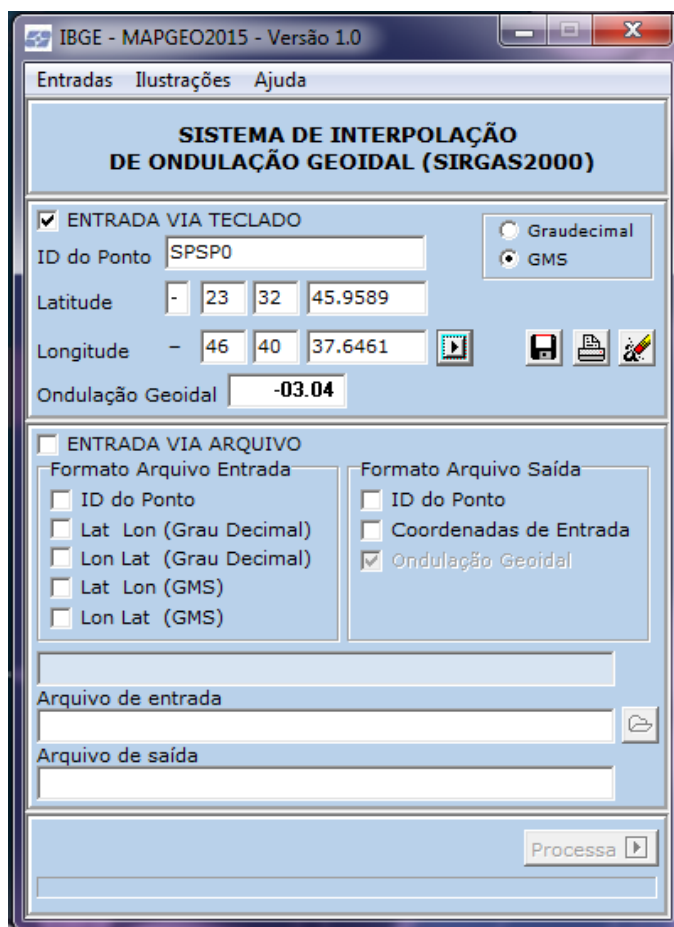 IBGE - MAPGEO2015 - Versão 1.0
Entradas Ilustrações Ajuda
SISTEMA DE INTERPOLAÇÃO
DE ONDULAÇÃO GEOIDAL (SIRGAS2000)
ENTRADA VIA TECLADO
Graudecimal
ID do Ponto SPSP0
GMS
Latitude - 23 32 45.9589
Longitude - 46 40 37.6461
Ondulação Geoidal -03.04
ENTRADA VIA ARQUIVO
Formato Arquivo Entrada
ID do Ponto
Lat Lon (Grau Decimal)
Lon Lat (Grau Decimal)
Lat Lon (GMS)
Lon Lat (GMS)
Formato Arquivo Saída
ID do Ponto
Coordenadas de Entrada
Ondulação Geoidal
Arquivo de entrada
Arquivo de saída
Processa